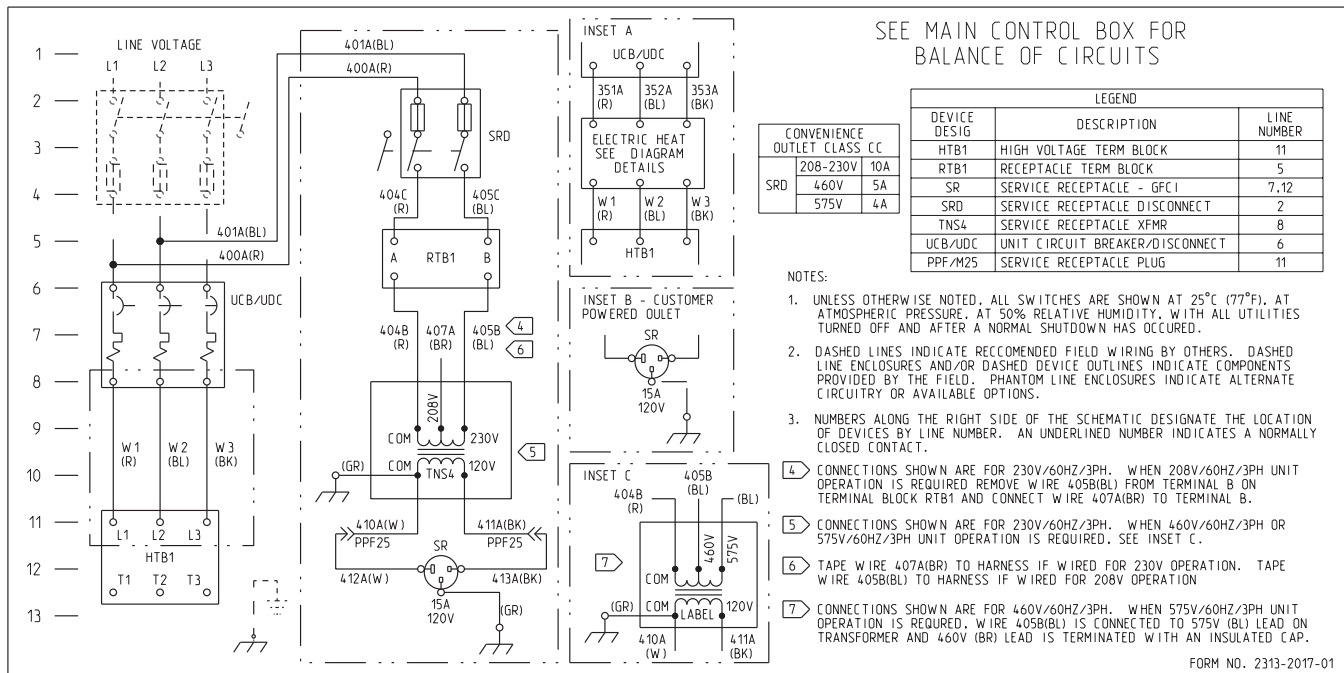 SEE MAIN CONTROL BOX FOR
BALANCE OF CIRCUITS
1
2
3
4
5
6
7
8
9
10
11
12
13
LINE VOLTAGE
L1 L2 L3
401A(BL)
400A(R)
401A(BL)
400A(R)
UCB/UDC
W1 (R)
W2 (BL)
W3 (BK)
L1 L2 L3
HTB1
T1 T2 T3
SRD
404C (R)
405C (BL)
A RTB1 B
404B (R)
407A (BR)
405B (BL)
4
6
208V
COM 230V
COM TNS4 120V
5
(GR)
410A(W)
PPF25
411A(BK)
PPF25
SR
412A(W)
413A(BK)
15A
120V
(GR)
INSET A
UCB/UDC
351A (R)
352A (BL)
353A (BK)
ELECTRIC HEAT
SEE DIAGRAM
DETAILS
W1 (R)
W2 (BL)
W3 (BK)
HTB1
INSET B - CUSTOMER
POWERED OULET
SR
15A
120V
INSET C
404B (R)
405B (BL)
(BL)
7
460V
575V
COM
(GR) COM LABEL 120V
410A (W)
411A (BK)
CONVENIENCE
OUTLET CLASS CC
SRD
208-230V 10A
460V 5A
575V 4A
LEGEND
DEVICE DESIG DESCRIPTION LINE NUMBER
HTB1 HIGH VOLTAGE TERM BLOCK 11
RTB1 RECEPTACLE TERM BLOCK 5
SR SERVICE RECEPTACLE - GFCI 7,12
SRD SERVICE RECEPTACLE DISCONNECT 2
TNS4 SERVICE RECEPTACLE XFMR 8
UCB/UDC UNIT CIRCUIT BREAKER/DISCONNECT 6
PPF/M25 SERVICE RECEPTACLE PLUG 11
NOTES:
1. UNLESS OTHERWISE NOTED, ALL SWITCHES ARE SHOWN AT 25°C (77°F), AT
ATMOSPHERIC PRESSURE, AT 50% RELATIVE HUMIDITY, WITH ALL UTILITIES
TURNED OFF AND AFTER A NORMAL SHUTDOWN HAS OCCURED.
2. DASHED LINES INDICATE RECCOMENDED FIELD WIRING BY OTHERS. DASHED
LINE ENCLOSURES AND/OR DASHED DEVICE OUTLINES INDICATE COMPONENTS
PROVIDED BY THE FIELD. PHANTOM LINE ENCLOSURES INDICATE ALTERNATE
CIRCUITRY OR AVAILABLE OPTIONS.
3. NUMBERS ALONG THE RIGHT SIDE OF THE SCHEMATIC DESIGNATE THE LOCATION
OF DEVICES BY LINE NUMBER. AN UNDERLINED NUMBER INDICATES A NORMALLY
CLOSED CONTACT.
4 CONNECTIONS SHOWN ARE FOR 230V/60HZ/3PH. WHEN 208V/60HZ/3PH UNIT
OPERATION IS REQUIRED REMOVE WIRE 405B(BL) FROM TERMINAL B ON
TERMINAL BLOCK RTB1 AND CONNECT WIRE 407A(BR) TO TERMINAL B.
5 CONNECTIONS SHOWN ARE FOR 230V/60HZ/3PH. WHEN 460V/60HZ/3PH OR
575V/60HZ/3PH UNIT OPERATION IS REQUIRED, SEE INSET C.
6 TAPE WIRE 407A(BR) TO HARNESS IF WIRED FOR 230V OPERATION. TAPE
WIRE 405B(BL) TO HARNESS IF WIRED FOR 208V OPERATION
7 CONNECTIONS SHOWN ARE FOR 460V/60HZ/3PH. WHEN 575V/60HZ/3PH UNIT
OPERATION IS REQURED, WIRE 405B(BL) IS CONNECTED TO 575V (BL) LEAD ON
TRANSFORMER AND 460V (BR) LEAD IS TERMINATED WITH AN INSULATED CAP.
FORM NO. 2313-2017-01